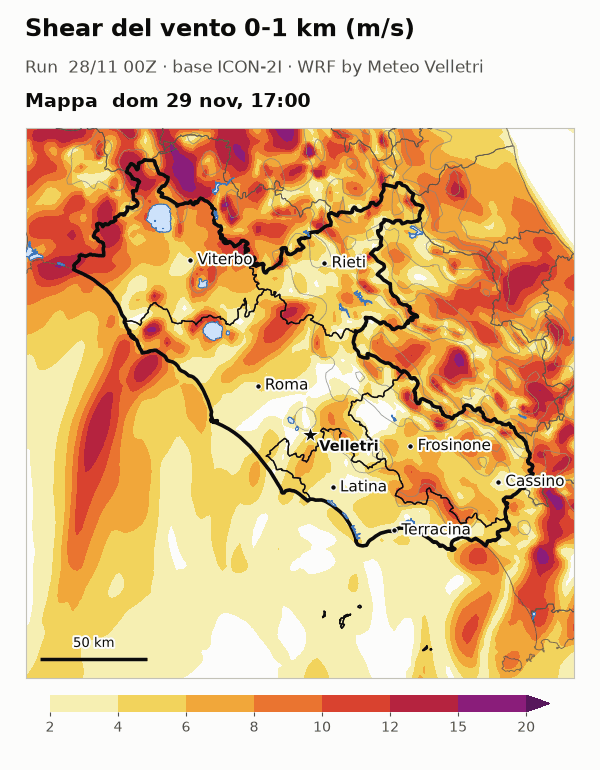 Shear del vento 0-1 km (m/s)
Run  28/11 00Z · base ICON-2I · WRF by Meteo Velletri
Mappa  dom 29 nov, 17:00
Viterbo
Rieti
Roma
Velletri
Frosinone
Latina
Cassino
Terracina
50 km
2 4 6 8 10 12 15 20